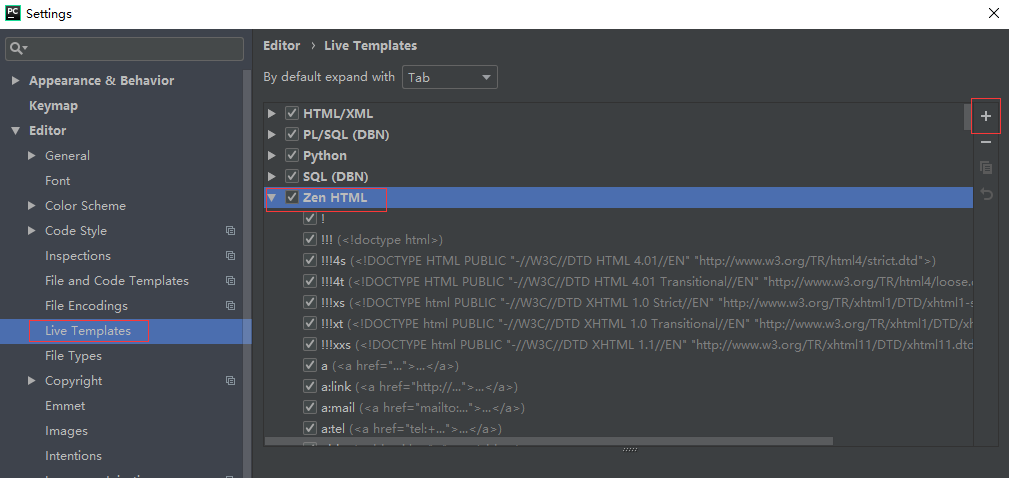 PC Settings
Appearance & Behavior
Keymap
Editor
General
Font
Color Scheme
Code Style
Inspections
File and Code Templates
File Encodings
Live Templates
File Types
Copyright
Emmet
Images
Intentions
Editor › Live Templates
By default expand with Tab
HTML/XML
PL/SQL (DBN)
Python
SQL (DBN)
Zen HTML
!
!!! (<!doctype html>)
!!!4s (<!DOCTYPE HTML PUBLIC "-//W3C//DTD HTML 4.01//EN" "http://www.w3.org/TR/html4/strict.dtd">)
!!!4t (<!DOCTYPE HTML PUBLIC "-//W3C//DTD HTML 4.01 Transitional//EN" "http://www.w3.org/TR/html4/loose.
!!!xs (<!DOCTYPE html PUBLIC "-//W3C//DTD XHTML 1.0 Strict//EN" "http://www.w3.org/TR/xhtml1/DTD/xhtml1-s
!!!xt (<!DOCTYPE html PUBLIC "-//W3C//DTD XHTML 1.0 Transitional//EN" "http://www.w3.org/TR/xhtml1/DTD/xh
!!!xxs (<!DOCTYPE html PUBLIC "-//W3C//DTD XHTML 1.1//EN" "http://www.w3.org/TR/xhtml11/DTD/xhtml11.dtd
a (<a href="...">...</a>)
a:link (<a href="http://...">...</a>)
a:mail (<a href="mailto:...">...</a>)
a:tel (<a href="tel:+...">...</a>)